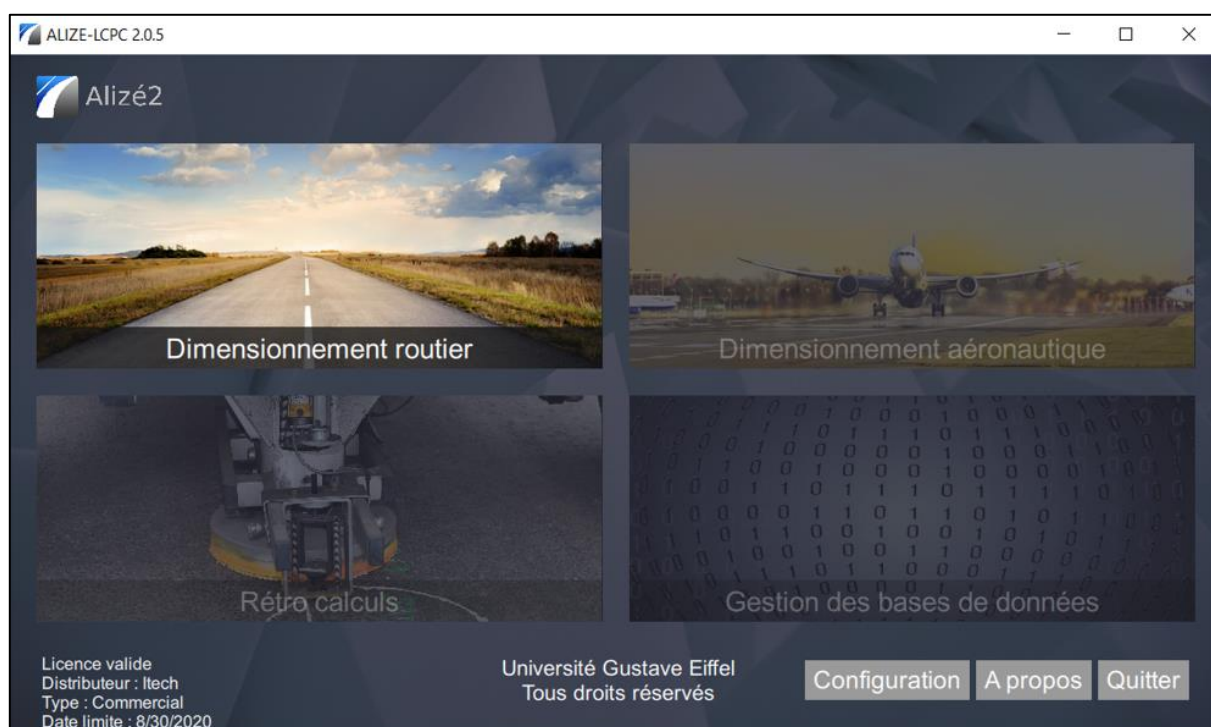 ALIZE-LCPC 2.0.5
Alizé2
Dimensionnement routier
Dimensionnement aéronautique
Rétro calculs
Gestion des bases de données
Licence valide
Distributeur : Itech
Type : Commercial
Date limite : 8/30/2020
Université Gustave Eiffel
Tous droits réservés
Configuration
A propos
Quitter